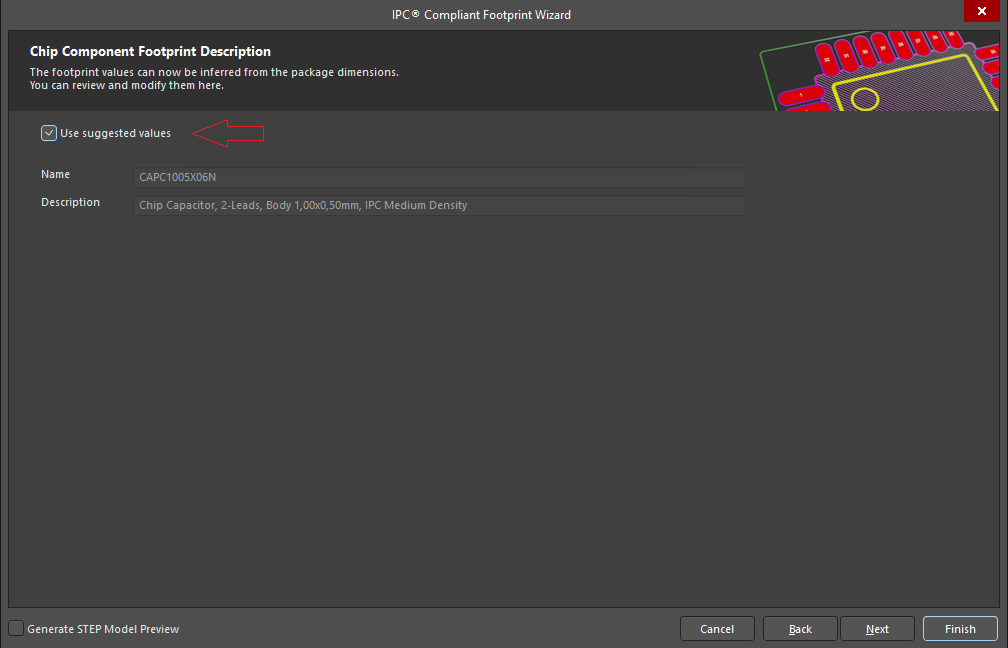 IPC® Compliant Footprint Wizard
Chip Component Footprint Description
The footprint values can now be inferred from the package dimensions.
You can review and modify them here.
Use suggested values
Name
CAPC1005X06N
Description
Chip Capacitor, 2-Leads, Body 1,00x0,50mm, IPC Medium Density
Generate STEP Model Preview
Cancel
Back
Next
Finish